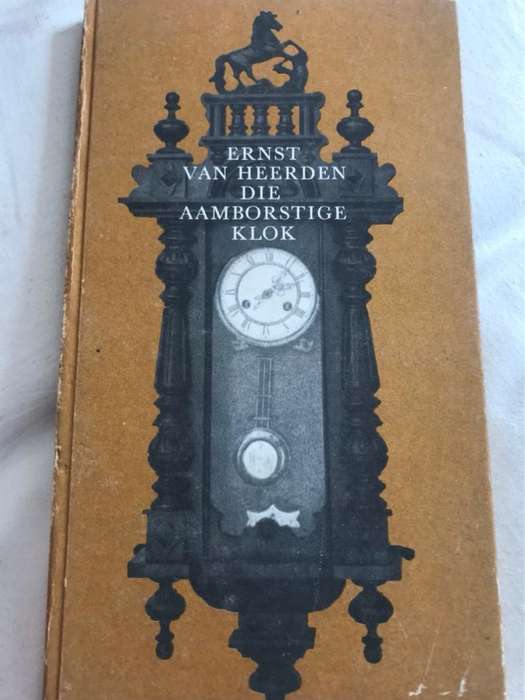 ERNST
VAN HEERDEN
DIE
AAMBORSTIGE
KLOK